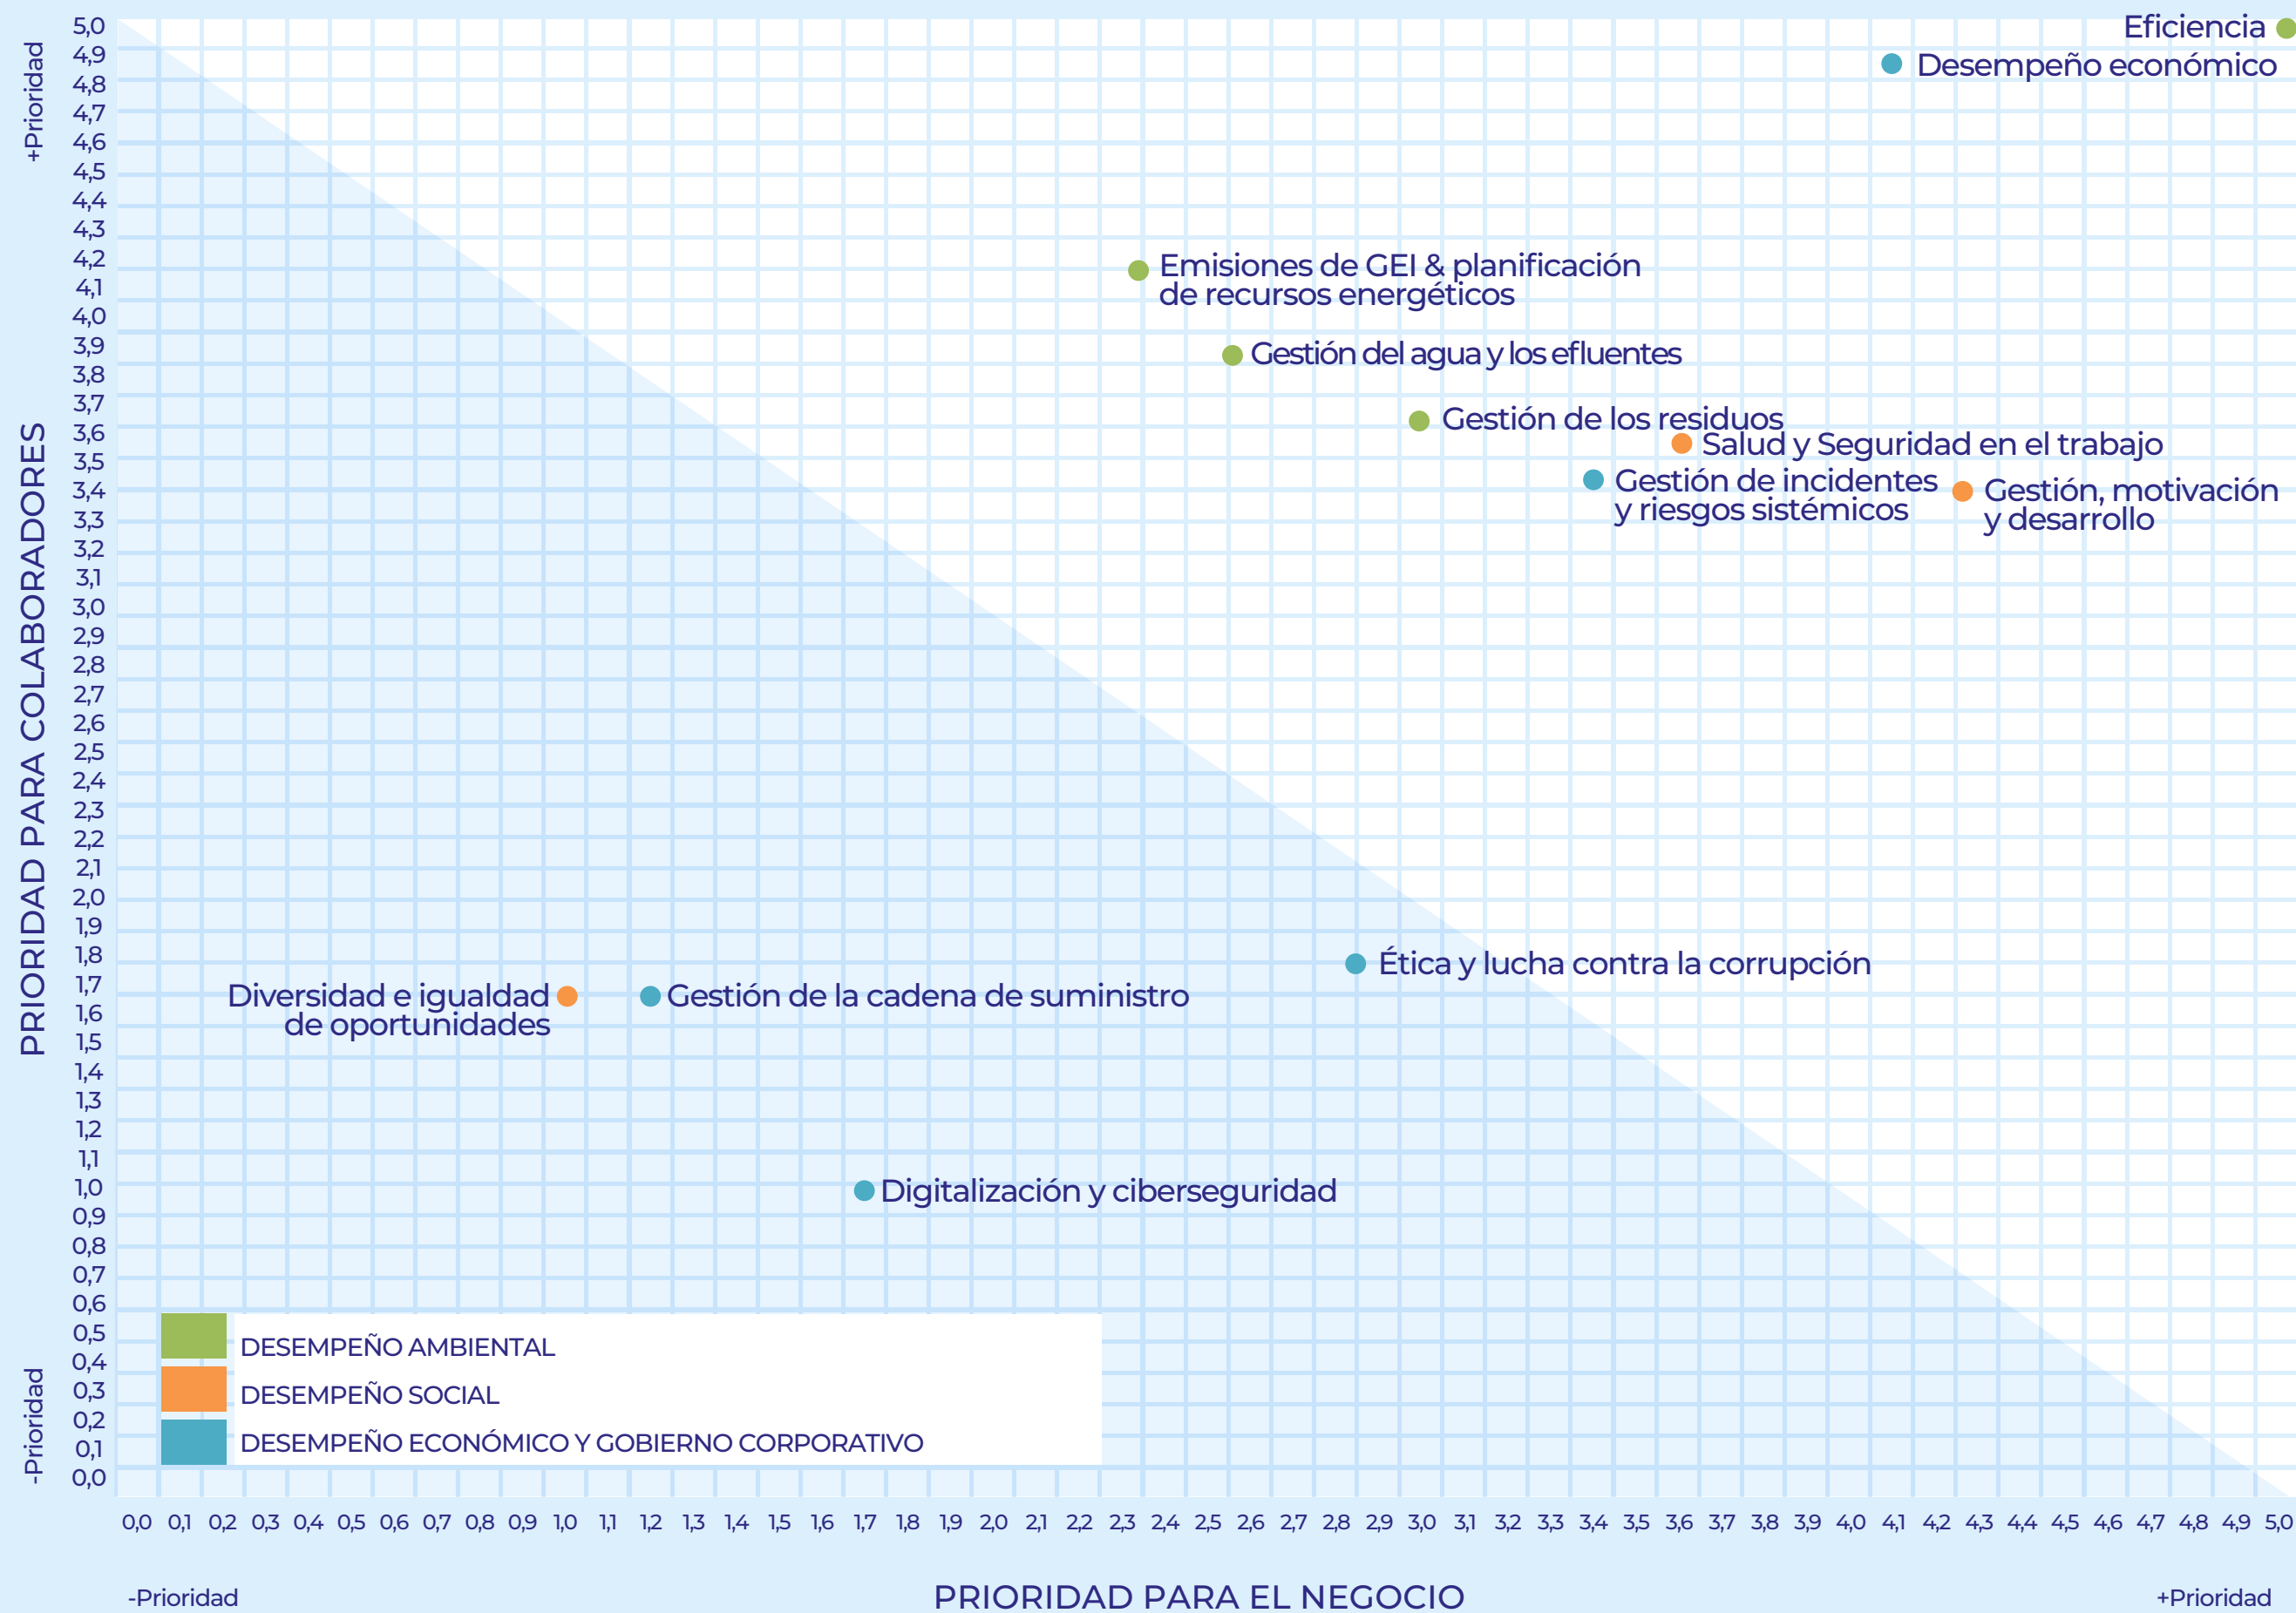 5,0
4,9
4,8
4,7
4,6
4,5
4,4
4,3
4,2
4,1
4,0
3,9
3,8
3,7
3,6
3,5
3,4
3,3
3,2
3,1
3,0
2,9
2,8
2,7
2,6
2,5
2,4
2,3
2,2
2,1
2,0
1,9
1,8
1,7
1,6
1,5
1,4
1,3
1,2
1,1
1,0
0,9
0,8
0,7
0,6
0,5
0,4
0,3
0,2
0,1
0,0
+Prioridad
PRIORIDAD PARA COLABORADORES
-Prioridad
Eficiencia
Desempeño económico
Emisiones de GEI & planificación
de recursos energéticos
Gestión del agua y los efluentes
Gestión de los residuos
Salud y Seguridad en el trabajo
Gestión de incidentes
y riesgos sistémicos
Gestión, motivación
y desarrollo
Ética y lucha contra la corrupción
Diversidad e igualdad
de oportunidades
Gestión de la cadena de suministro
Digitalización y ciberseguridad
DESEMPEÑO AMBIENTAL
DESEMPEÑO SOCIAL
DESEMPEÑO ECONÓMICO Y GOBIERNO CORPORATIVO
0,0 0,1 0,2 0,3 0,4 0,5 0,6 0,7 0,8 0,9 1,0 1,1 1,2 1,3 1,4 1,5 1,6 1,7 1,8 1,9 2,0 2,1 2,2 2,3 2,4 2,5 2,6 2,7 2,8 2,9 3,0 3,1 3,2 3,3 3,4 3,5 3,6 3,7 3,8 3,9 4,0 4,1 4,2 4,3 4,4 4,5 4,6 4,7 4,8 4,9 5,0
-Prioridad PRIORIDAD PARA EL NEGOCIO +Prioridad